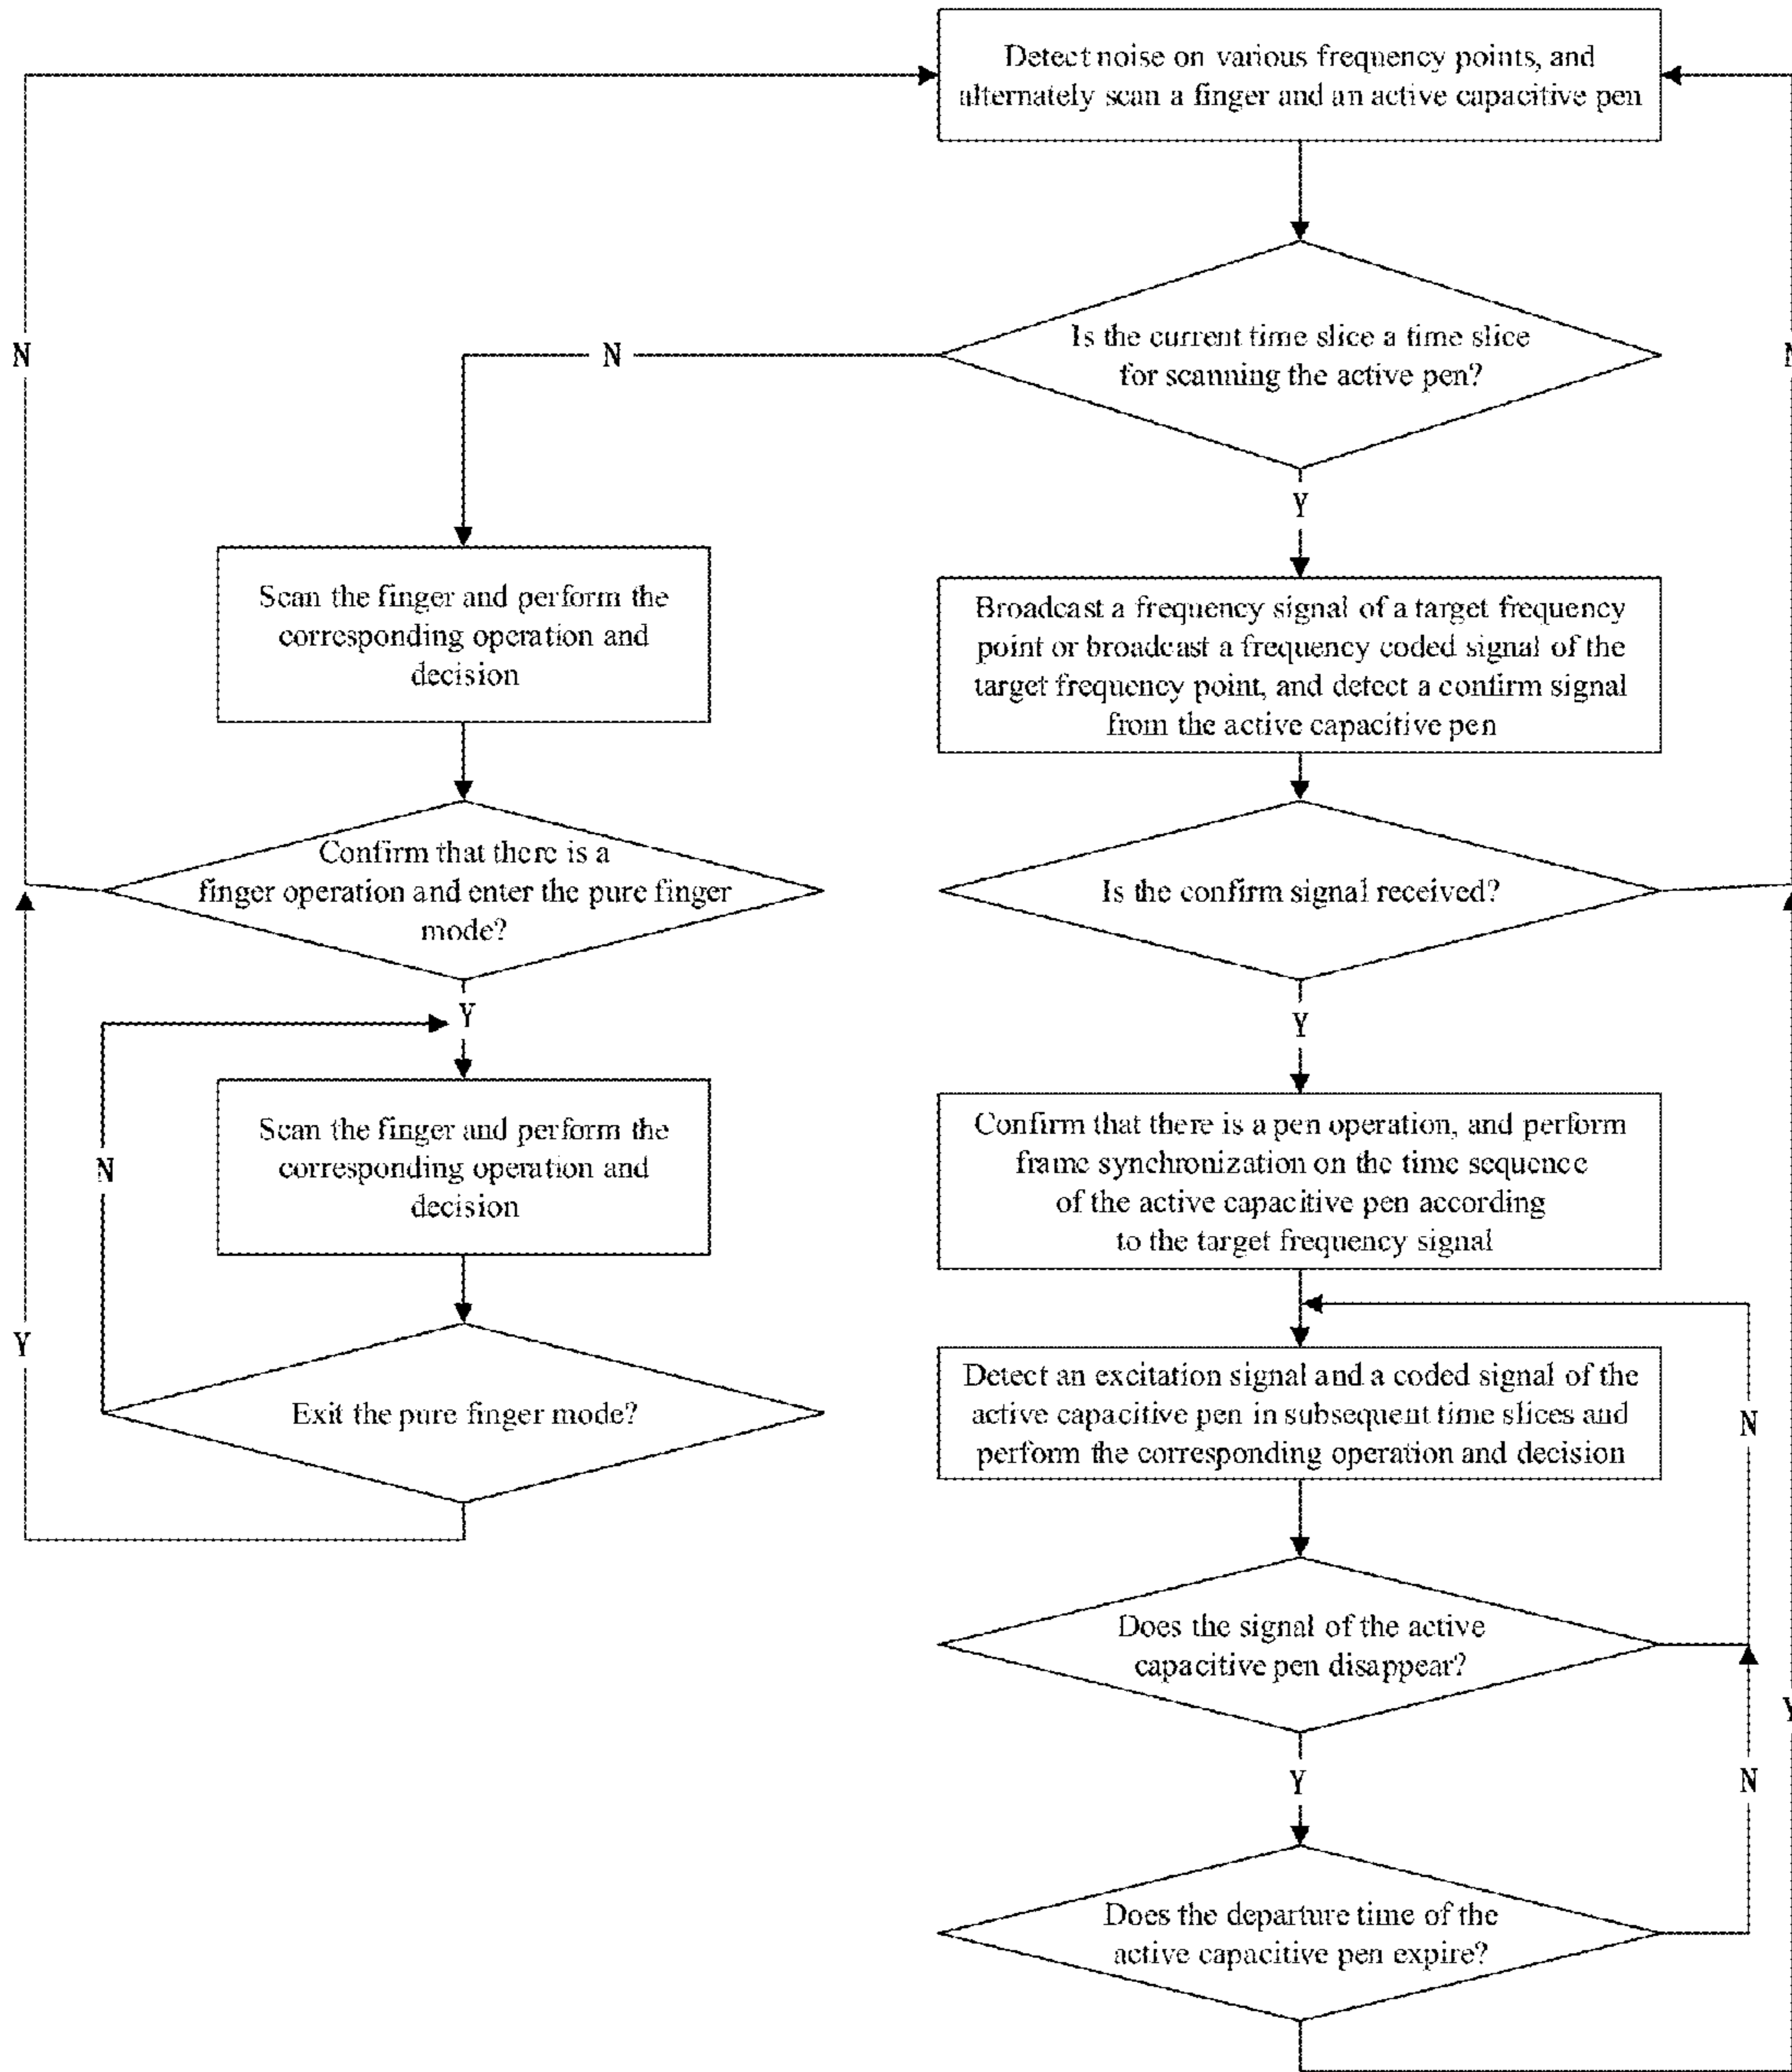 Detect noise on various frequency points, and
alternately scan a finger and an active capacitive pen
Is the current time slice a time slice
for scanning the active pen?
N
N
N
Y
Scan the finger and perform the
corresponding operation and
decision
Broadcast a frequency signal of a target frequency
point or broadcast a frequency coded signal of the
target frequency point, and detect a confirm signal
from the active capacitive pen
Confirm that there is a
finger operation and enter the pure finger
mode?
Is the confirm signal received?
Y
Y
Scan the finger and perform the
corresponding operation and
decision
N
Confirm that there is a pen operation, and perform
frame synchronization on the time sequence
of the active capacitive pen according
to the target frequency signal
Y
Exit the pure finger mode?
Detect an excitation signal and a coded signal of the
active capacitive pen in subsequent time slices and
perform the corresponding operation and decision
N
Does the signal of the active
capacitive pen disappear?
Y
Y
N
Does the departure time of the
active capacitive pen expire?